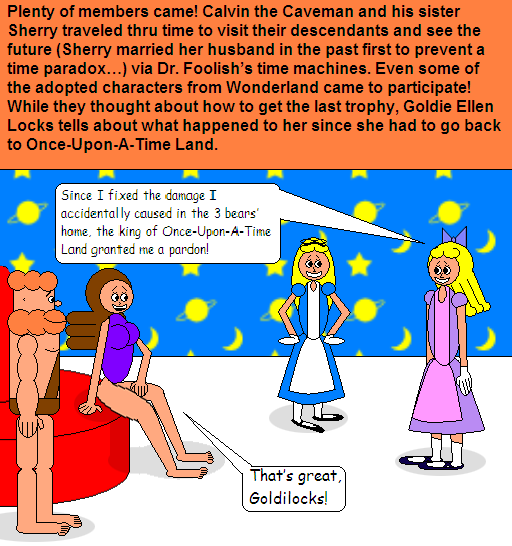 Plenty of members came! Calvin the Caveman and his sister
Sherry traveled thru time to visit their descendants and see the
future (Sherry married her husband in the past first to prevent a
time paradox...) via Dr. Foolish's time machines. Even some of
the adopted characters from Wonderland came to participate!
While they thought about how to get the last trophy, Goldie Ellen
Locks tells about what happened to her since she had to go back
to Once-Upon-A-Time Land.
Since I fixed the damage I
accidentally caused in the 3 bears'
home, the king of Once-Upon-A-Time
Land granted me a pardon!
That's great,
Goldilocks!